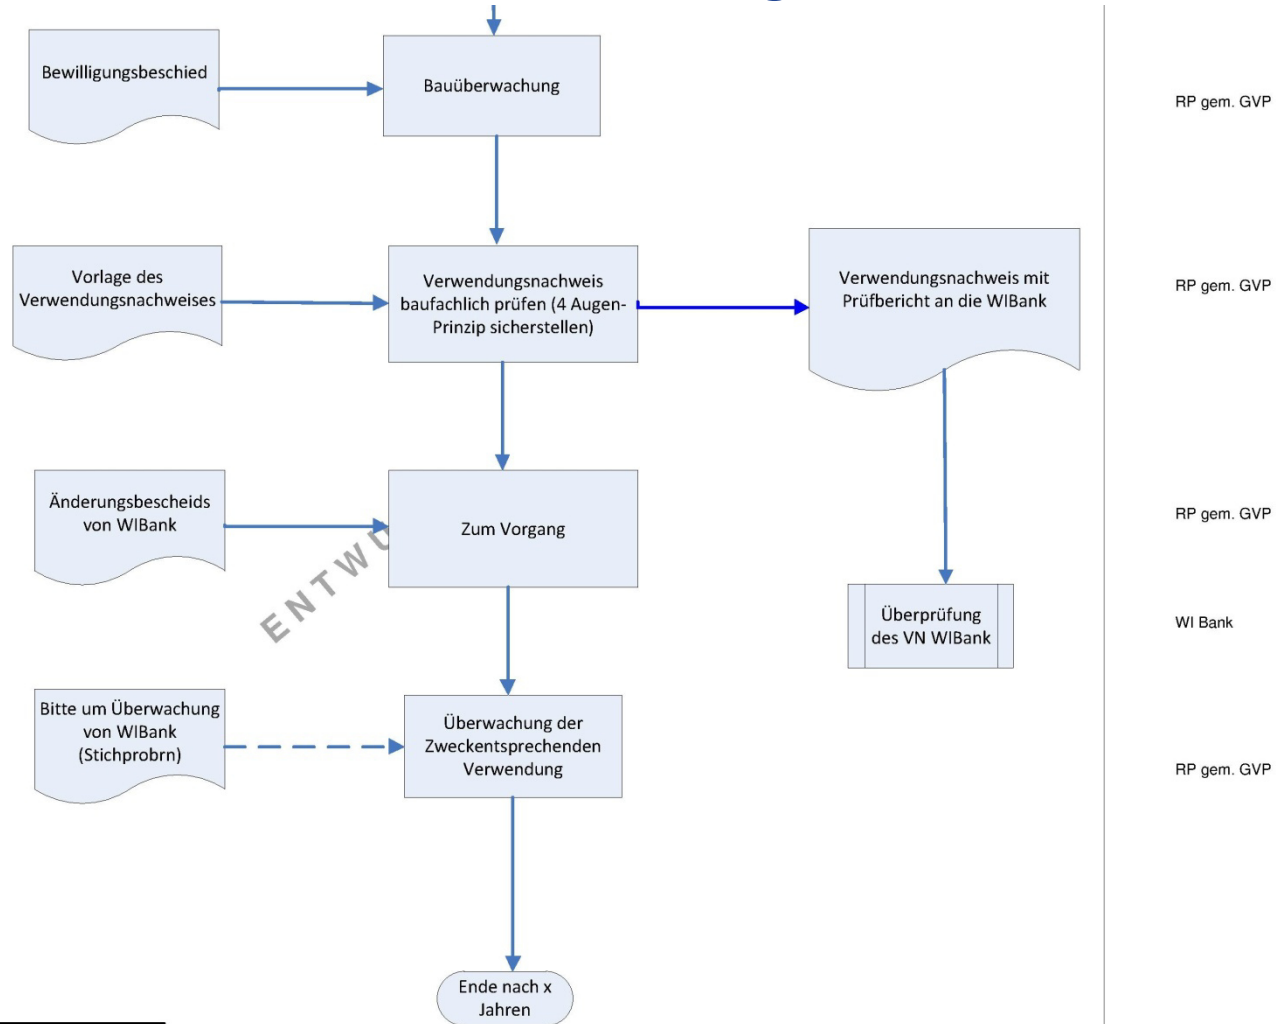 Bewilligungsbeschied
Bauüberwachung
RP gem. GVP
Vorlage des
Verwendungsnachweises
Verwendungsnachweis
baufachlich prüfen (4 Augen-
Prinzip sicherstellen)
Verwendungsnachweis mit
Prüfbericht an die WIBank
RP gem. GVP
Änderungsbescheids
von WIBank
Zum Vorgang
RP gem. GVP
ENTWU
Überprüfung
des VN WIBank
WI Bank
Bitte um Überwachung
von WIBank
(Stichprobrn)
Überwachung der
Zweckentsprechenden
Verwendung
RP gem. GVP
Ende nach x
Jahren